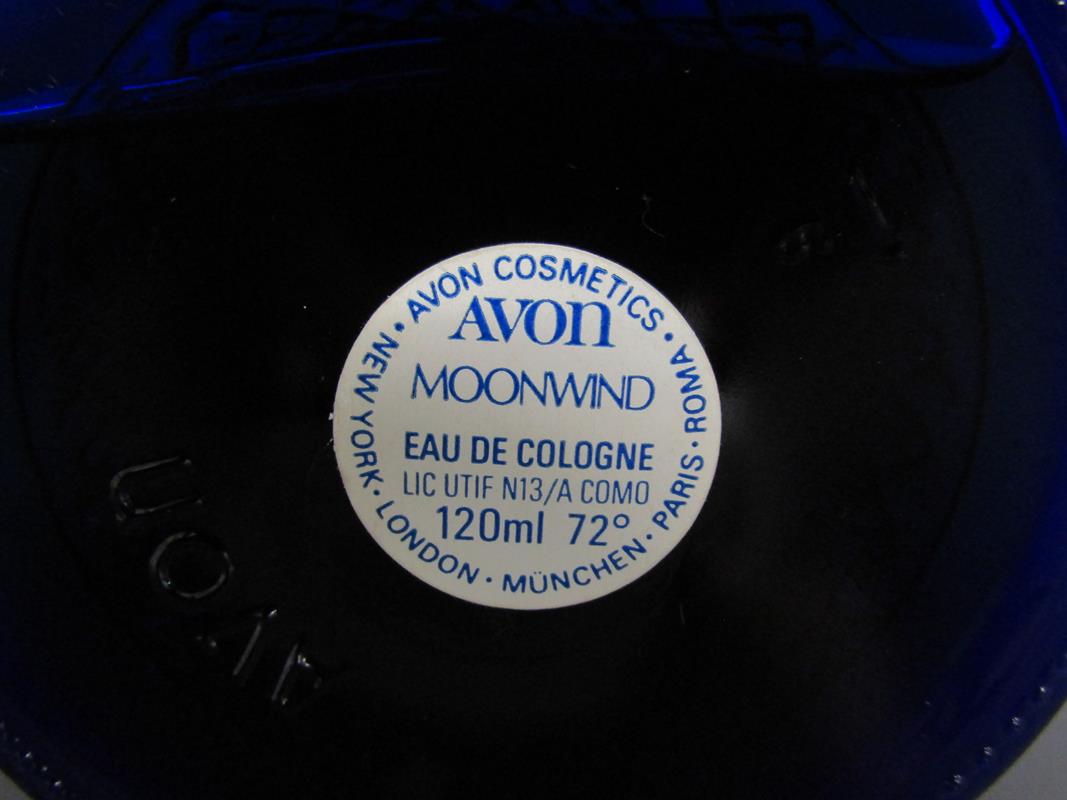 • AVON COSMETICS • ROMA • PARIS • MÜNCHEN • LONDON • NEW YORK
AVON
MOONWIND
EAU DE COLOGNE
LIC UTIF N13/A COMO
120ml 72°
AVON